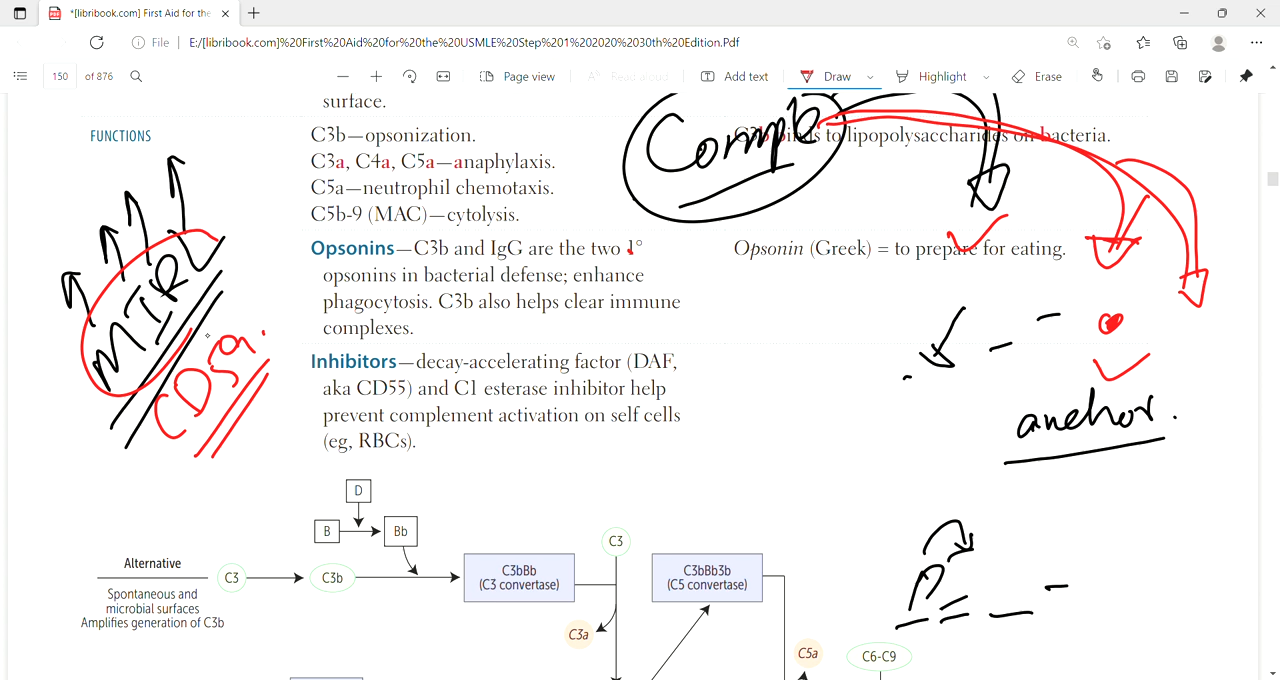 *[libribook.com] First Aid for the
File E:/[libribook.com]%20First%20Aid%20for%20the%20USMLE%20Step%201%202020%2030th%20Edition.Pdf
150 of 876 Page view Read aloud Add text Draw Highlight Erase
surface.
FUNCTIONS
C3b—opsonization.
C3a, C4a, C5a—anaphylaxis.
C5a—neutrophil chemotaxis.
C5b-9 (MAC)—cytolysis.
C3b binds to lipopolysaccharides on bacteria.
Comple
Opsonins—C3b and IgG are the two 1°
opsonins in bacterial defense; enhance
phagocytosis. C3b also helps clear immune
complexes.
Opsonin (Greek) = to prepare for eating.
MIRL
CD59.
Inhibitors—decay-accelerating factor (DAF,
aka CD55) and C1 esterase inhibitor help
prevent complement activation on self cells
(eg, RBCs).
anchor.
D
B Bb
Alternative
Spontaneous and
microbial surfaces
Amplifies generation of C3b
C3 C3b
C3bBb
(C3 convertase)
C3
C3a
C3bBb3b
(C5 convertase)
C5a
C6-C9